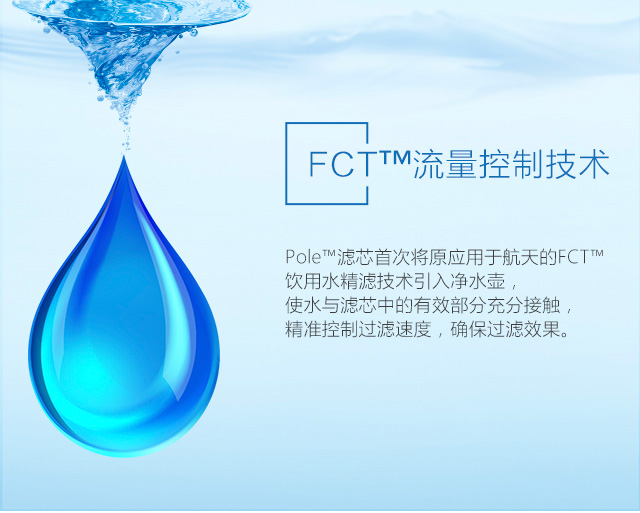 FCT™流量控制技术
Pole™滤芯首次将原应用于航天的FCT™
饮用水精滤技术引入净水壶，
使水与滤芯中的有效部分充分接触，
精准控制过滤速度，确保过滤效果。